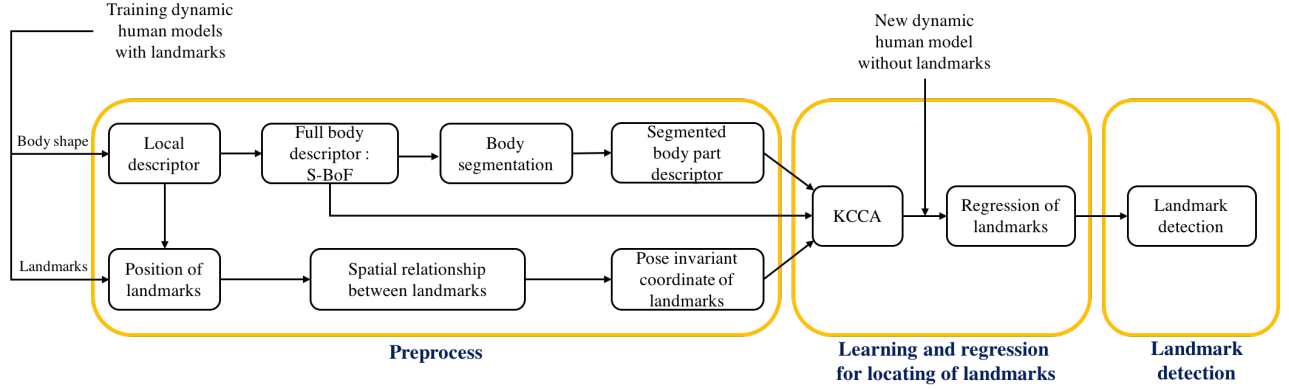 Training dynamic
human models
with landmarks
New dynamic
human model
without landmarks
Body shape
Local
descriptor
Full body
descriptor :
S-BoF
Body
segmentation
Segmented
body part
descriptor
KCCA
Regression of
landmarks
Landmark
detection
Landmarks
Position of
landmarks
Spatial relationship
between landmarks
Pose invariant
coordinate of
landmarks
Preprocess
Learning and regression
for locating of landmarks
Landmark
detection